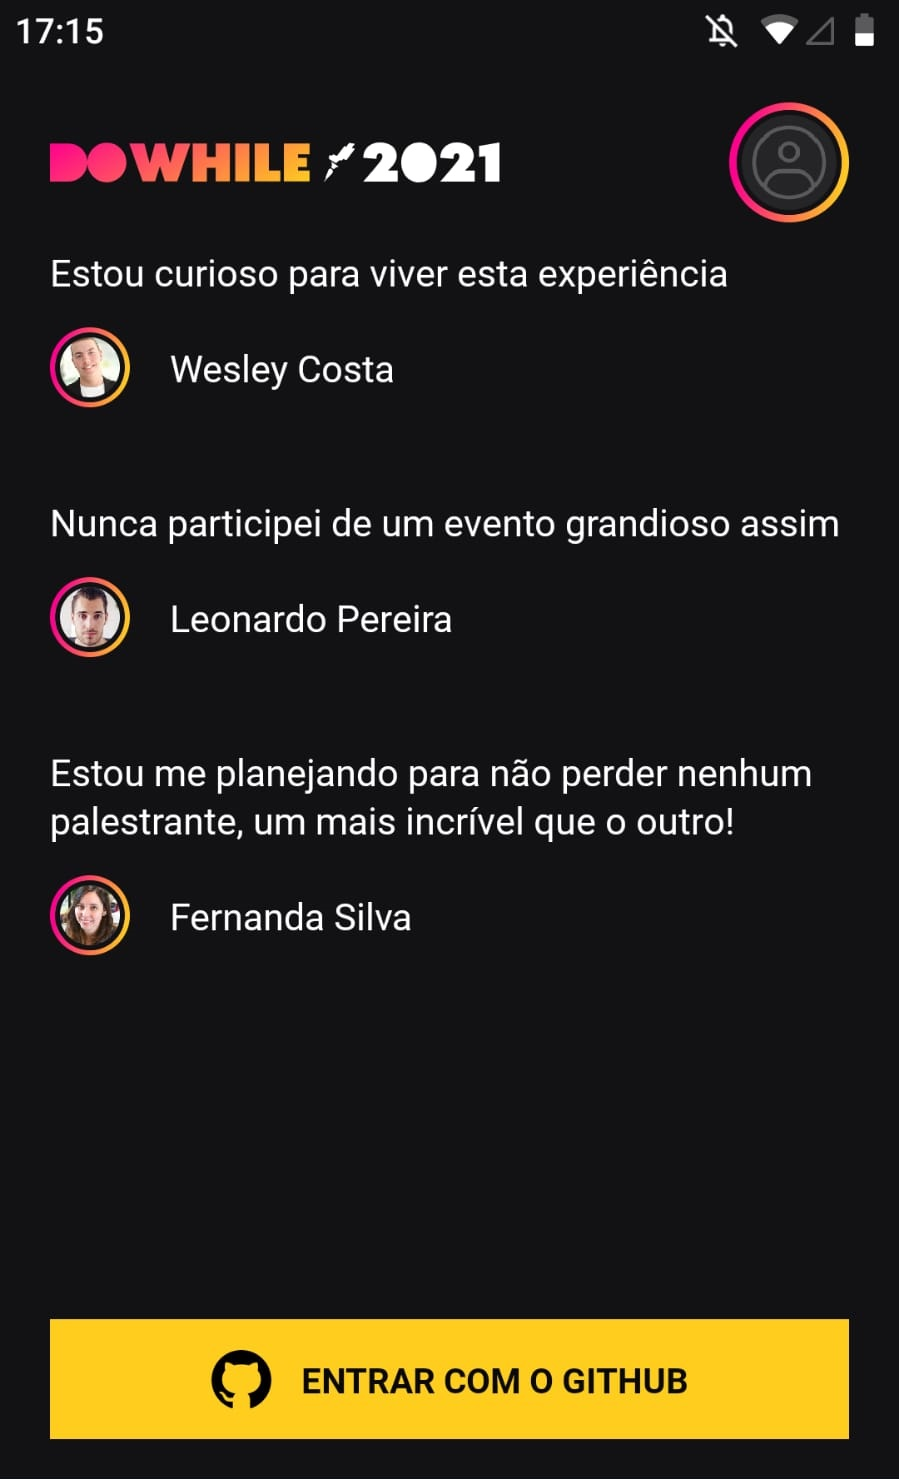 17:15
DOWHILE 2021
Estou curioso para viver esta experiência
Wesley Costa
Nunca participei de um evento grandioso assim
Leonardo Pereira
Estou me planejando para não perder nenhum
palestrante, um mais incrível que o outro!
Fernanda Silva
ENTRAR COM O GITHUB